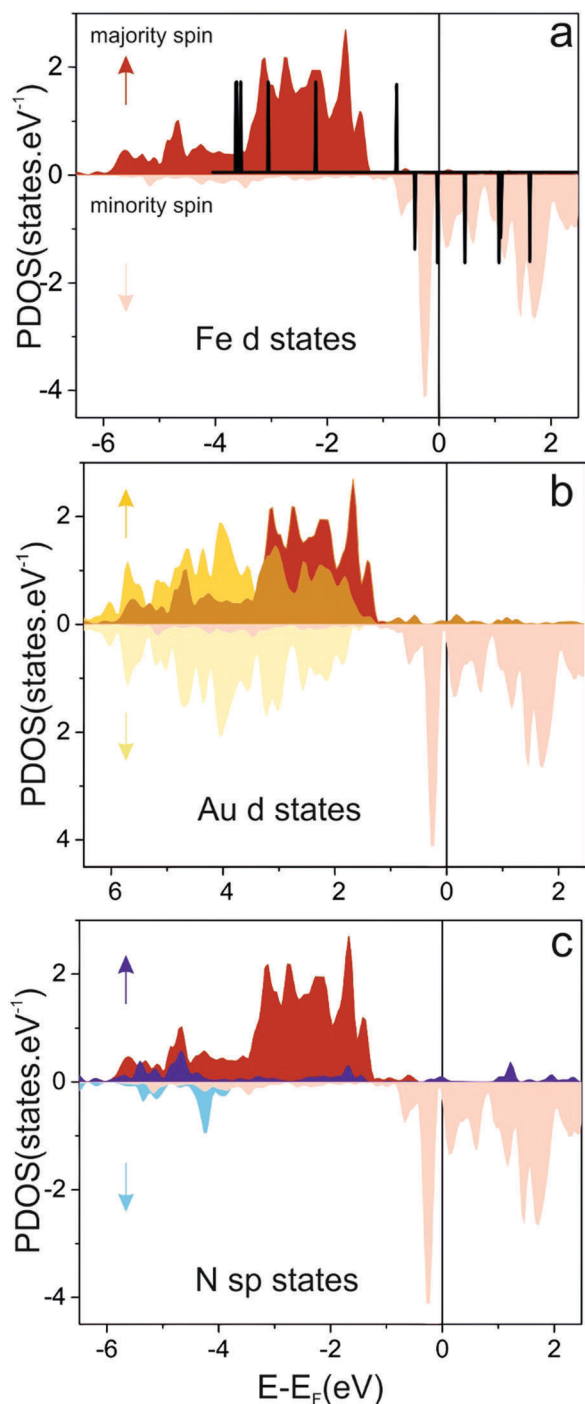 a
majority spin
2
0
minority spin
-2
-4
PDOS(states.eV⁻¹)
Fe d states
-6 -4 -2 0 2
b
2
0
2
4
PDOS(states.eV⁻¹)
Au d states
6 4 2 0 2
c
2
0
-2
-4
PDOS(states.eV⁻¹)
N sp states
-6 -4 -2 0 2
E-E_F(eV)